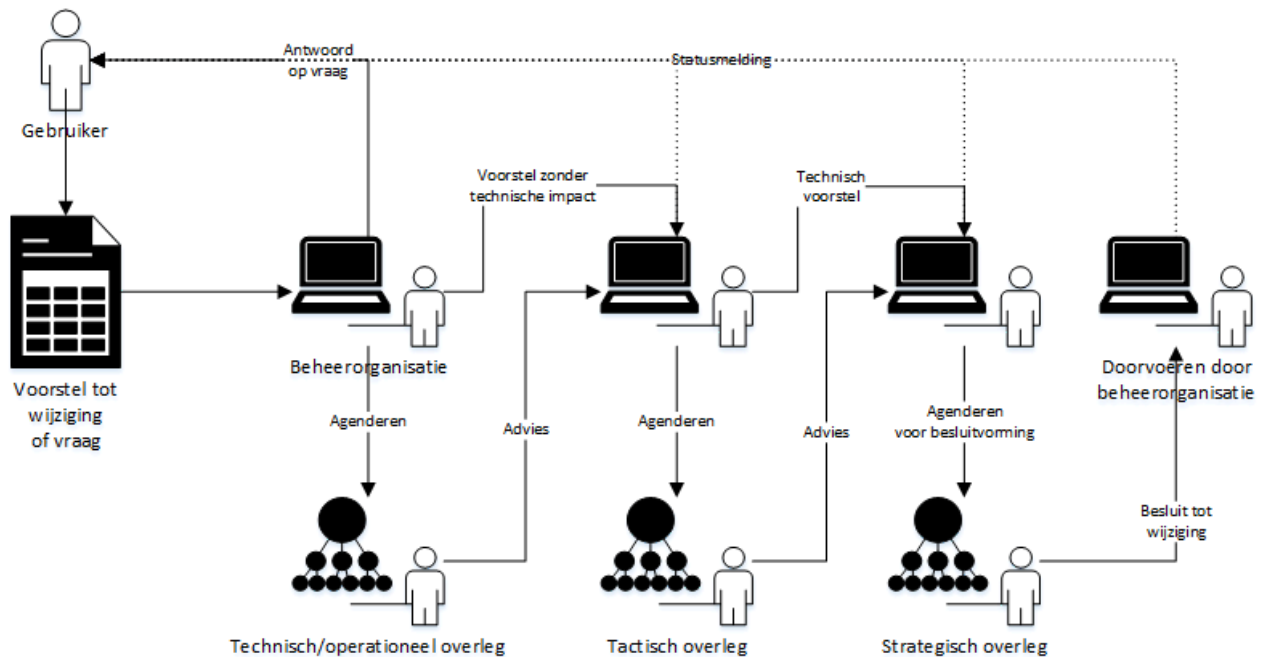 Antwoord
op vraag
Statusmelding
Gebruiker
Voorstel zonder
technische impact
Technisch
voorstel
Beheerorganisatie
Doorvoeren door
beheerorganisatie
Voorstel tot
wijziging
of vraag
Agenderen
Advies
Agenderen
Advies
Agenderen
voor besluitvorming
Besluit tot
wijziging
Technisch/operationeel overleg
Tactisch overleg
Strategisch overleg